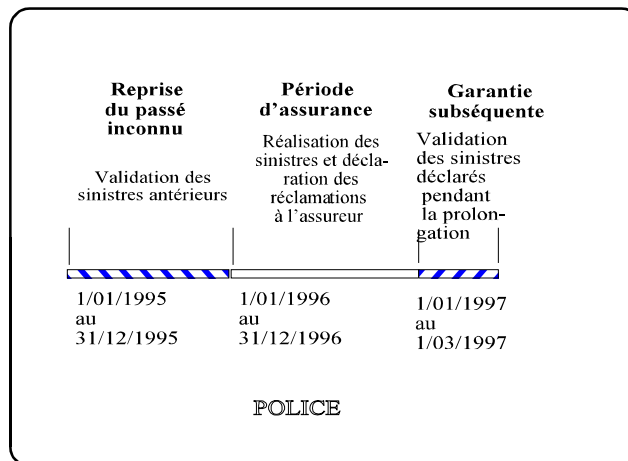 Reprise
du passé
inconnu
Validation des
sinistres antérieurs
Période
d'assurance
Réalisation des
sinistres et décla-
ration des
réclamations
à l'assureur
Garantie
subséquente
Validation
des sinistres
déclarés
pendant
la prolon-
gation
1/01/1995
au
31/12/1995
1/01/1996
au
31/12/1996
1/01/1997
au
1/03/1997
POLICE